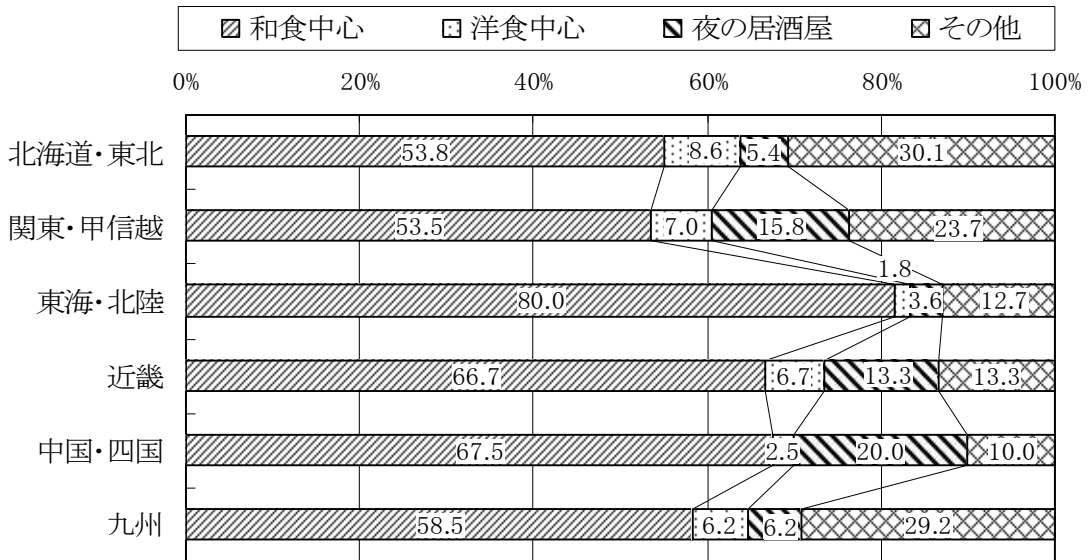 和食中心 洋食中心 夜の居酒屋 その他
0% 20% 40% 60% 80% 100%
北海道・東北 53.8 8.6 5.4 30.1
関東・甲信越 53.5 7.0 15.8 23.7
1.8
東海・北陸 80.0 3.6 12.7
近畿 66.7 6.7 13.3 13.3
中国・四国 67.5 2.5 20.0 10.0
九州 58.5 6.2 6.2 29.2